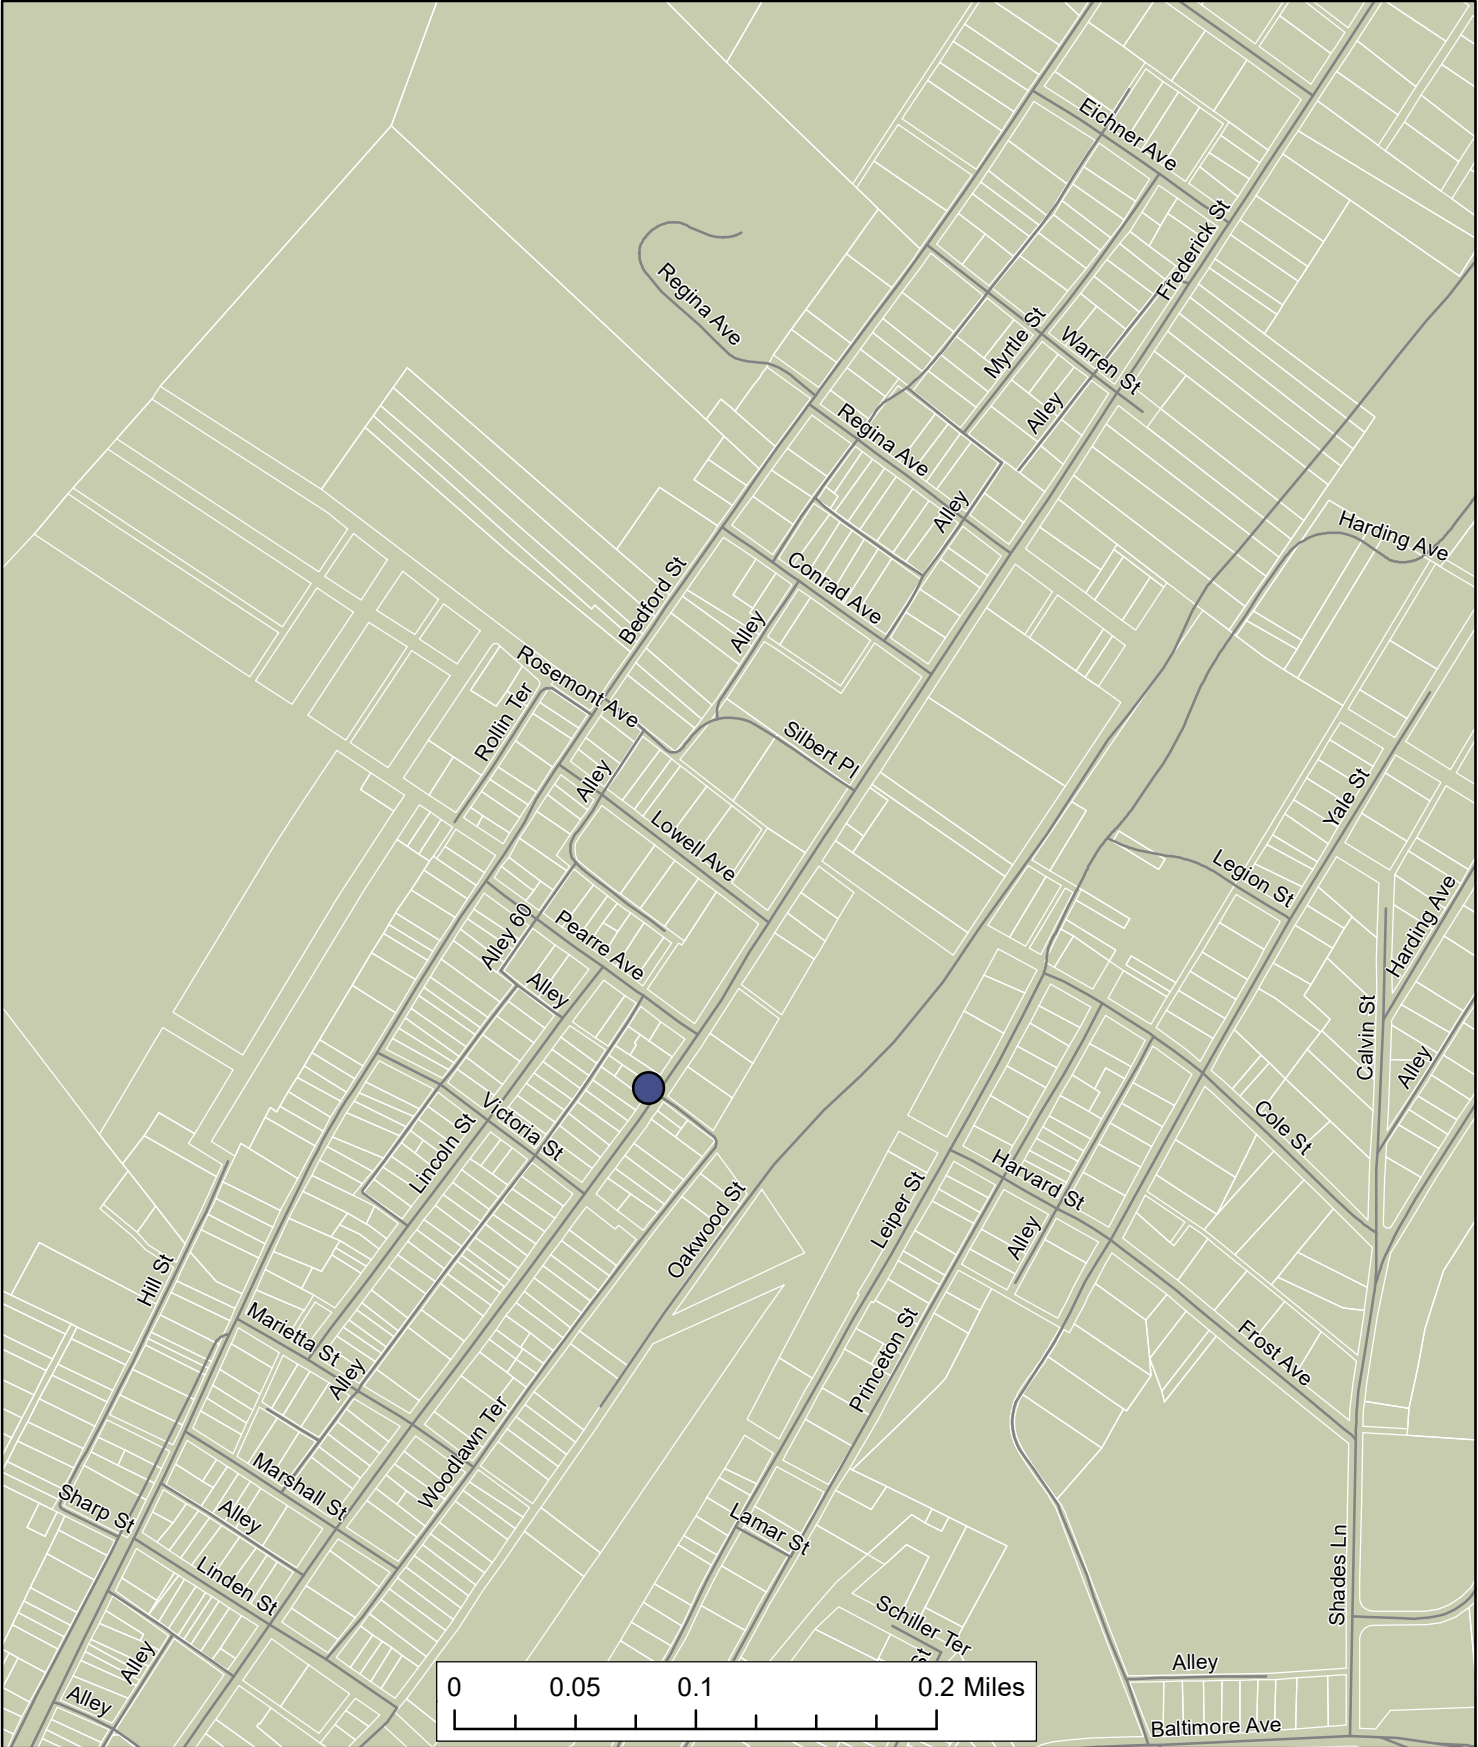 Eichner Ave
Frederick St
Regina Ave
Myrtle St
Warren St
Alley
Regina Ave
Alley
Harding Ave
Conrad Ave
Bedford St
Alley
Rosemont Ave
Rollin Ter
Silbert Pl
Alley
Yale St
Lowell Ave
Legion St
Harding Ave
Alley 60
Pearre Ave
Alley
Calvin St
Alley
Victoria St
Lincoln St
Cole St
Harvard St
Leiper St
Oakwood St
Alley
Hill St
Marietta St
Alley
Princeton St
Frost Ave
Woodlawn Ter
Marshall St
Sharp St
Alley
Lamar St
Shades Ln
Linden St
Schiller Ter
St
Alley
Alley
Alley
Baltimore Ave
0 0.05 0.1 0.2 Miles